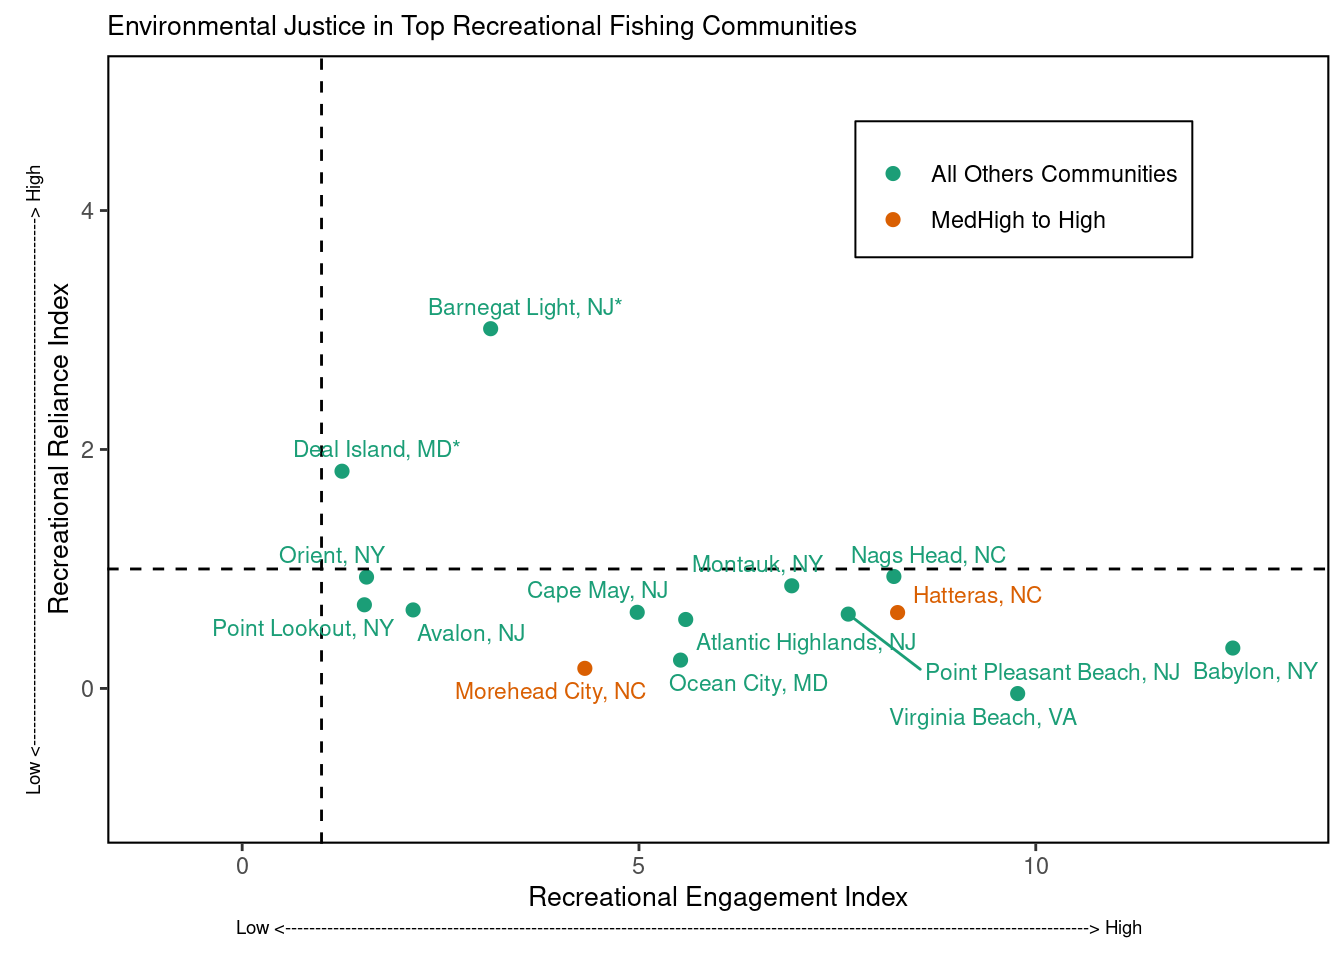 Environmental Justice in Top Recreational Fishing Communities
All Others Communities
MedHigh to High
Low <--------------------------------------------------------------------------------------------> High
Recreational Reliance Index
4
2
0
Barnegat Light, NJ*
Deal Island, MD*
Orient, NY
Montauk, NY
Nags Head, NC
Cape May, NJ
Hatteras, NC
Point Lookout, NY
Avalon, NJ
Atlantic Highlands, NJ
Point Pleasant Beach, NJ
Babylon, NY
Morehead City, NC
Ocean City, MD
Virginia Beach, VA
0
5
10
Recreational Engagement Index
Low <----------------------------------------------------------------------------------------------------------------------------------------> High